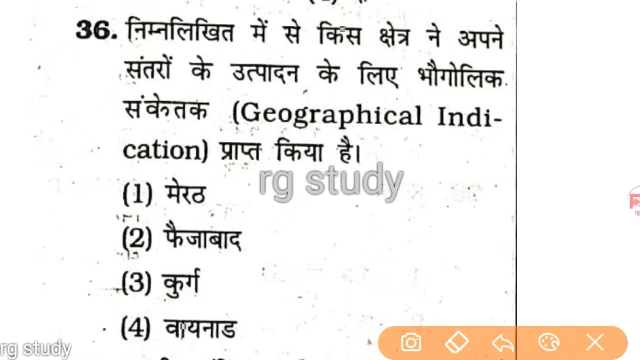 36. निम्नलिखित में से किस क्षेत्र ने अपने
संतरों के उत्पादन के लिए भौगोलिक
संकेतक (Geographical Indi-
cation) प्राप्त किया है।
rg study
(1) मेरठ
(2) फैजाबाद
(3) कुर्ग
(4) वायनाड
rg study